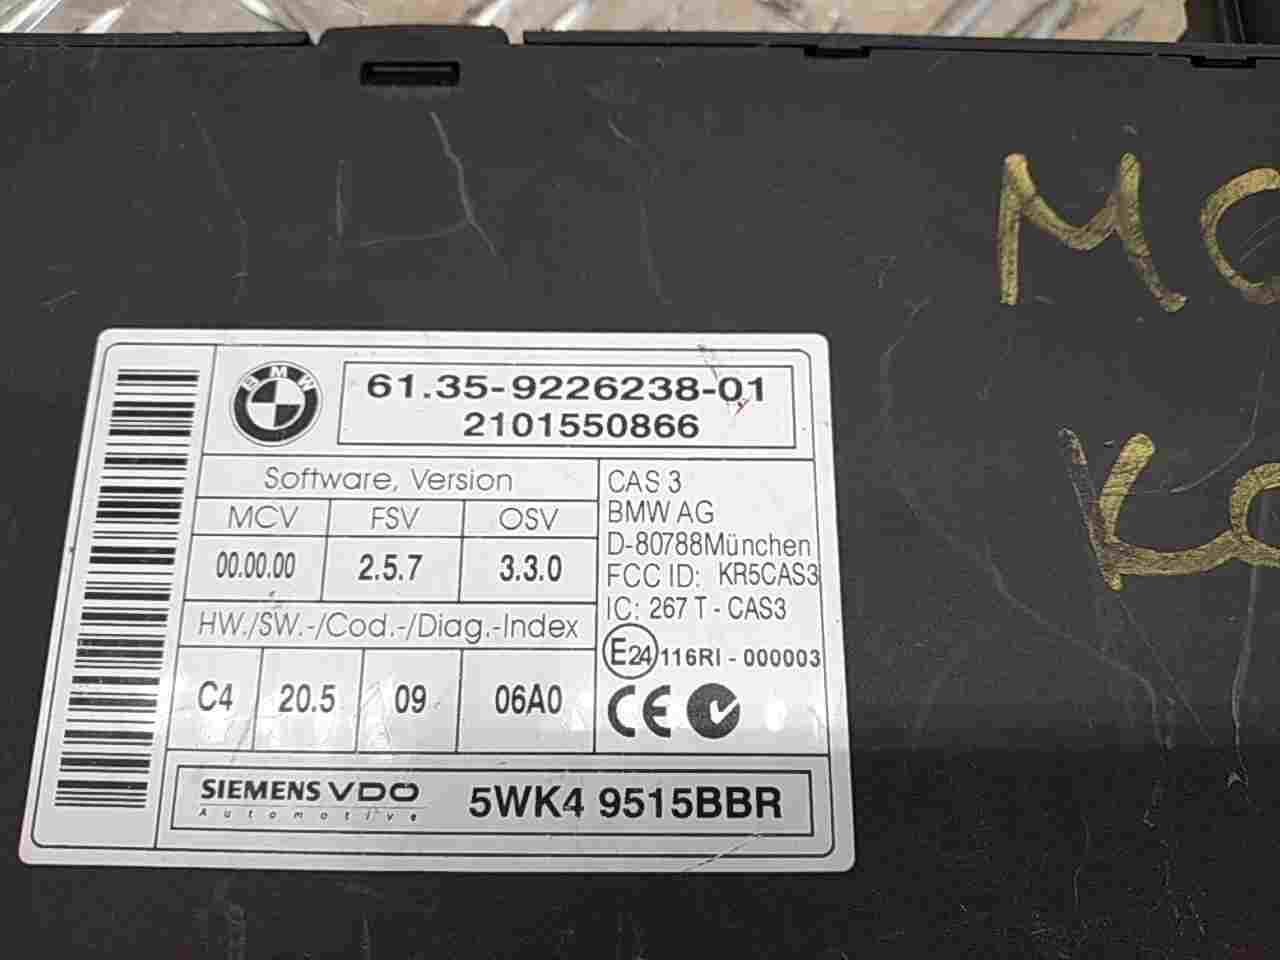 BMW
61.35-9226238-01
2101550866
Software, Version
MCV FSV OSV
00.00.00 2.5.7 3.3.0
HW./SW.-/Cod.-/Diag.-Index
C4 20.5 09 06A0
CAS 3
BMW AG
D-80788München
FCC ID: KR5CAS3
IC: 267 T - CAS3
E24 116RI - 000003
CE
SIEMENS VDO
Automotive
5WK4 9515BBR